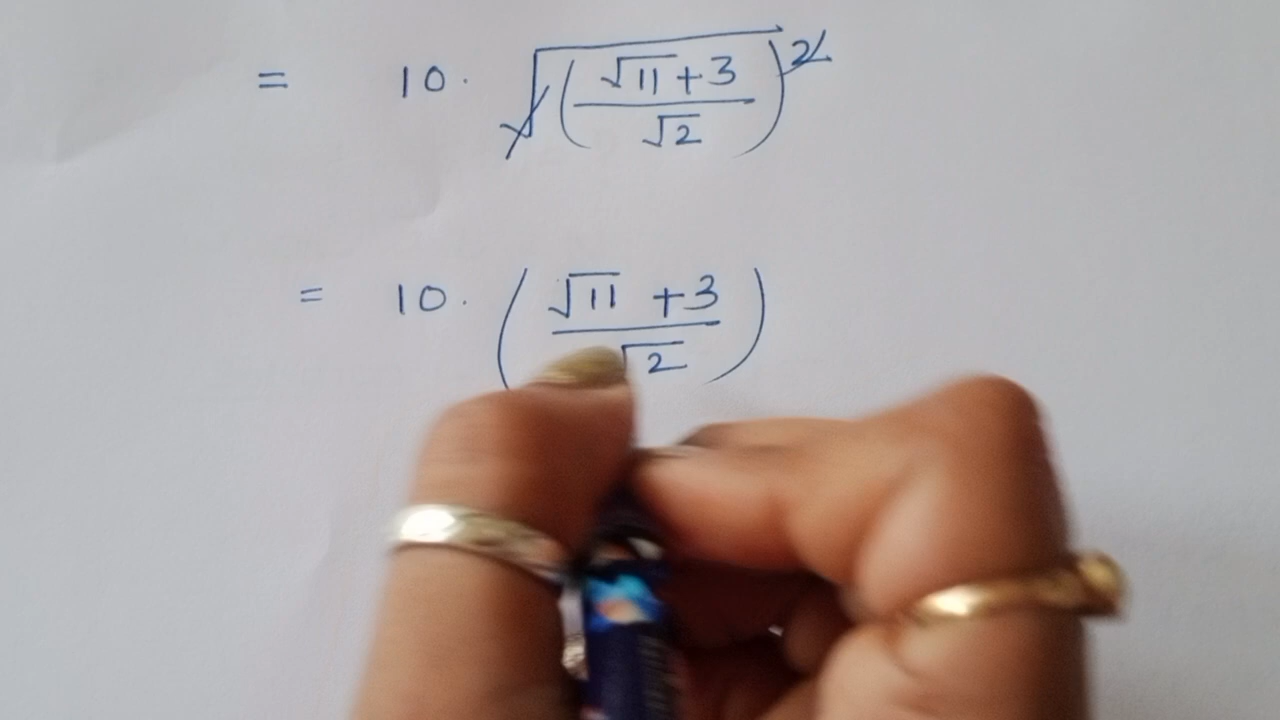 = 10 · √((√11 + 3)/√2)²
= 10 · ((√11 + 3)/√2)